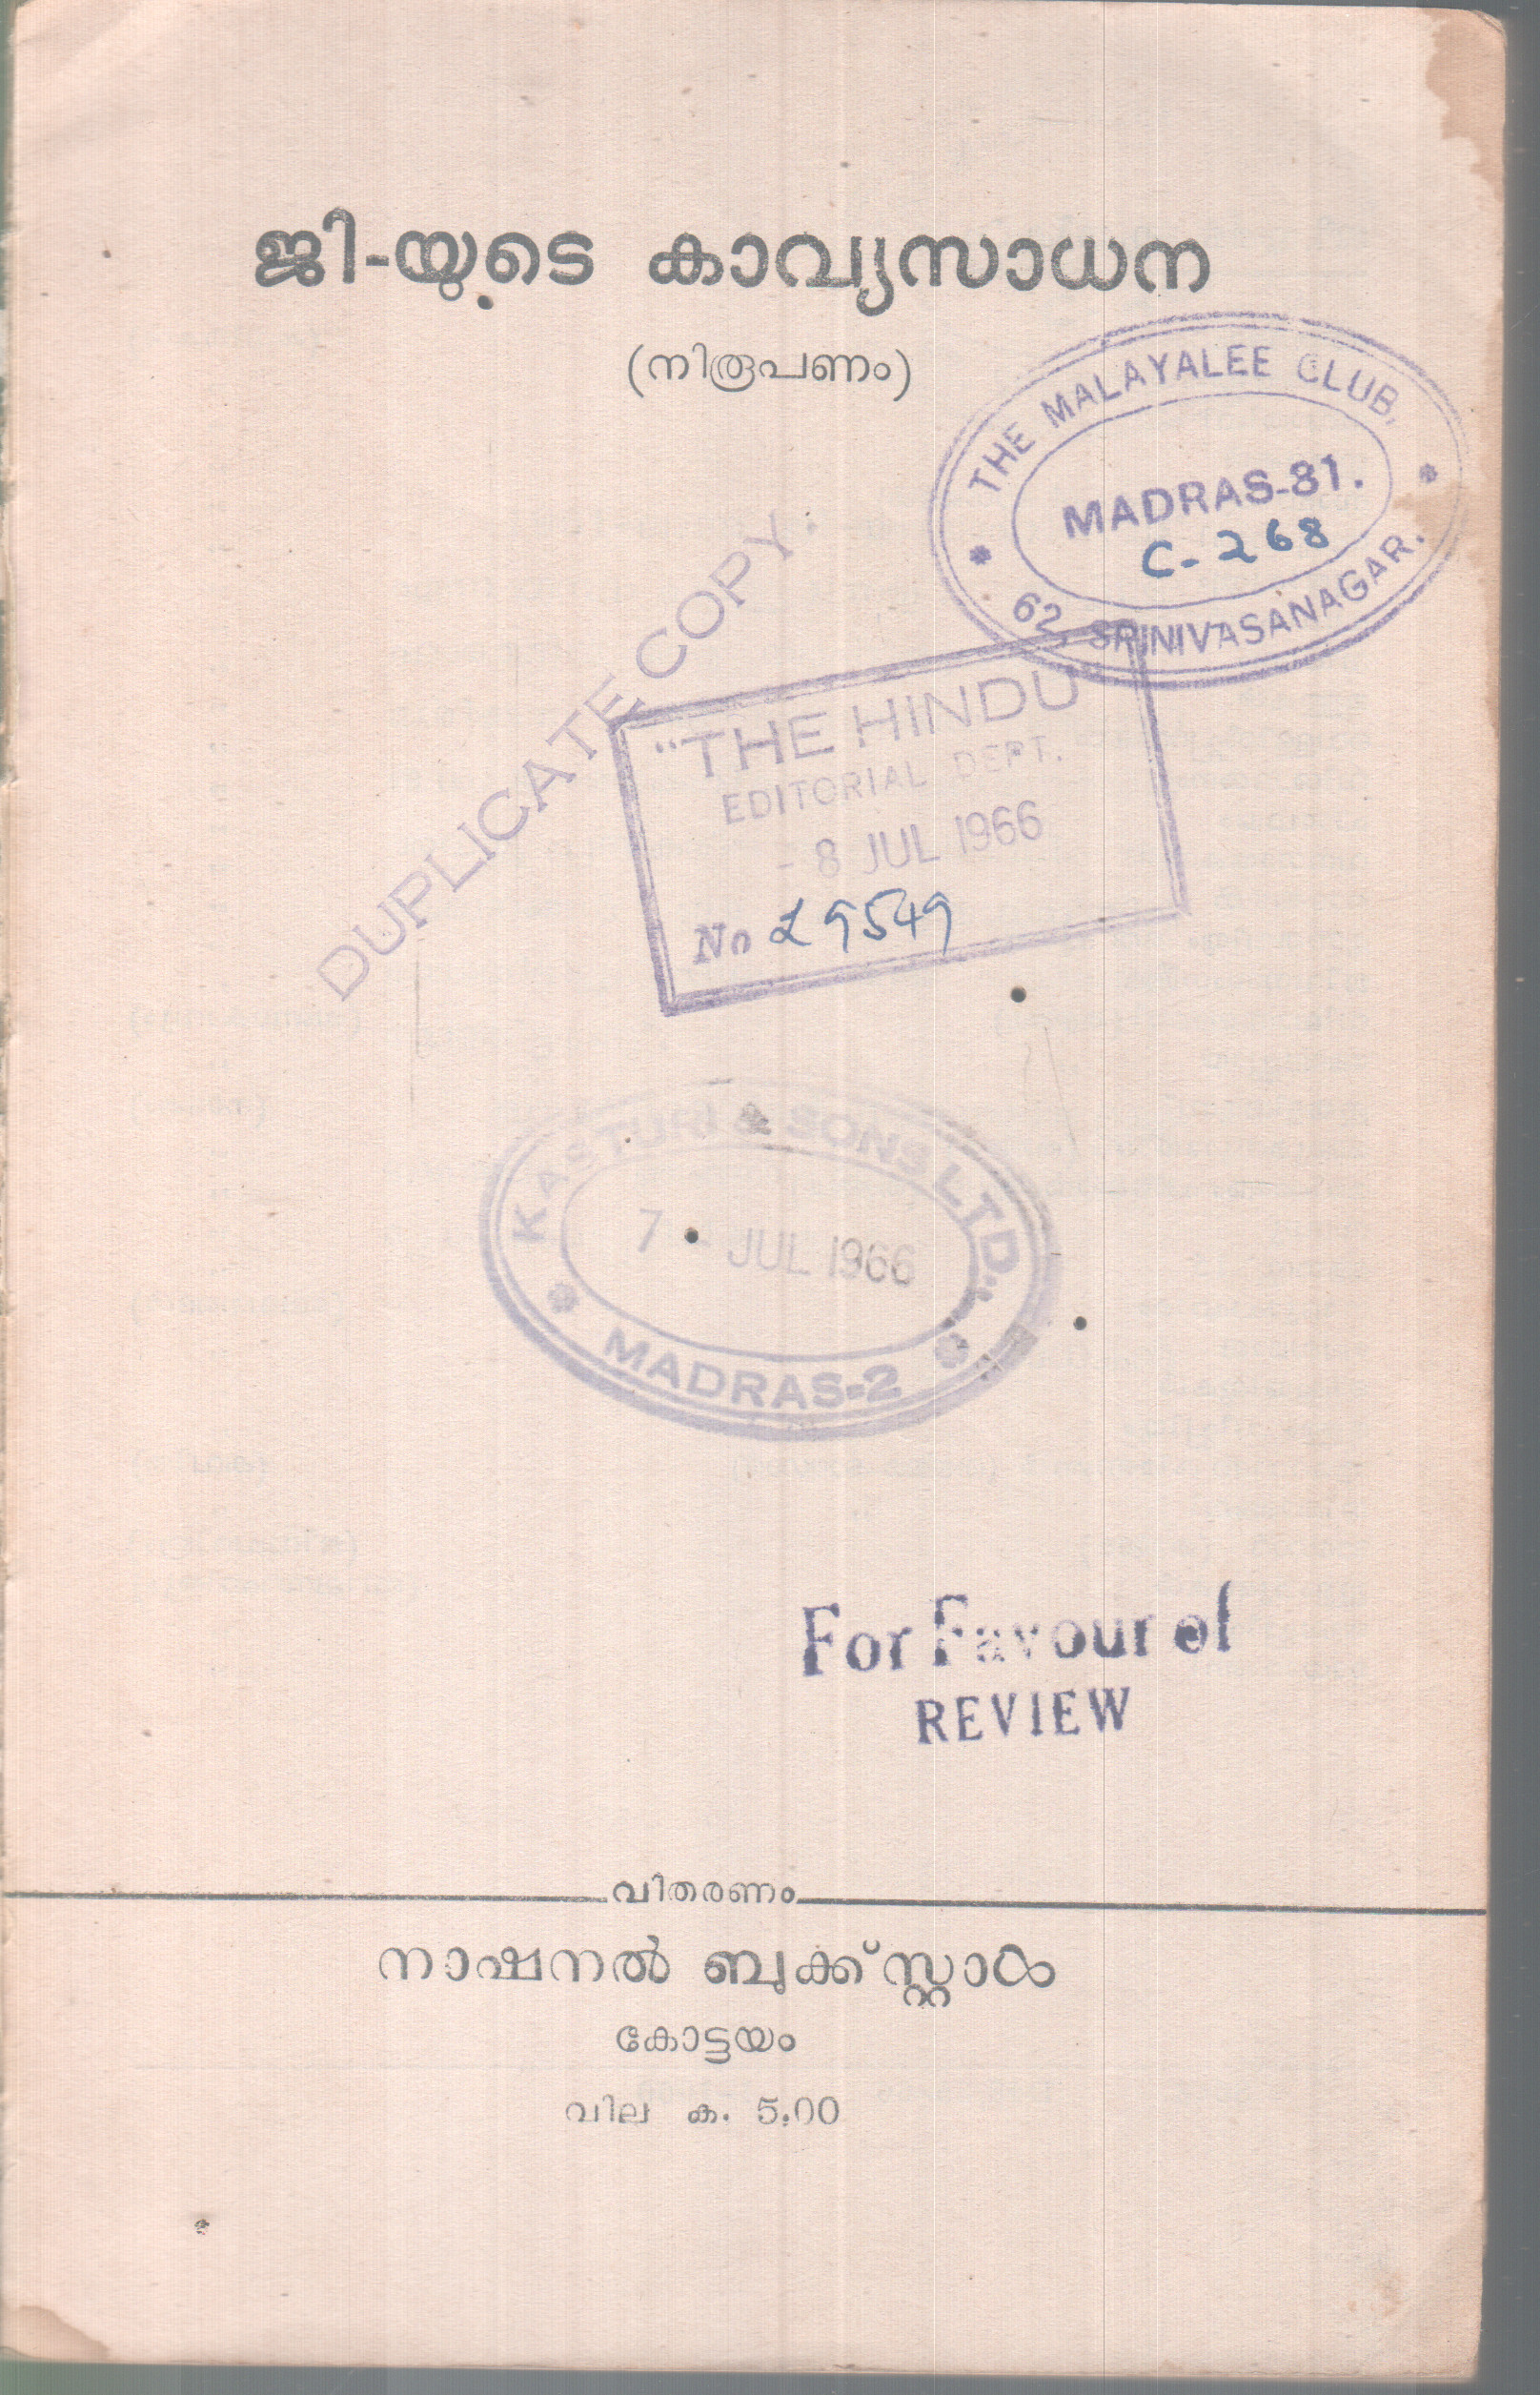 ജി-യുടെ കാവ്യസാധന
(നിരൂപണം)
THE MALAYALEE CLUB,
MADRAS-81.
C-268
62, SRINIVASANAGAR.
DUPLICATE COPY
"THE HINDU"
EDITORIAL DEPT.
- 8 JUL 1966
No 29549
KASTURI & SONS LTD.,
7 - JUL 1966
MADRAS-2
For Favour of
REVIEW
വിതരണം
നാഷനൽ ബുക്ക് സ്റ്റാൾ
കോട്ടയം
വില ക. 5.00